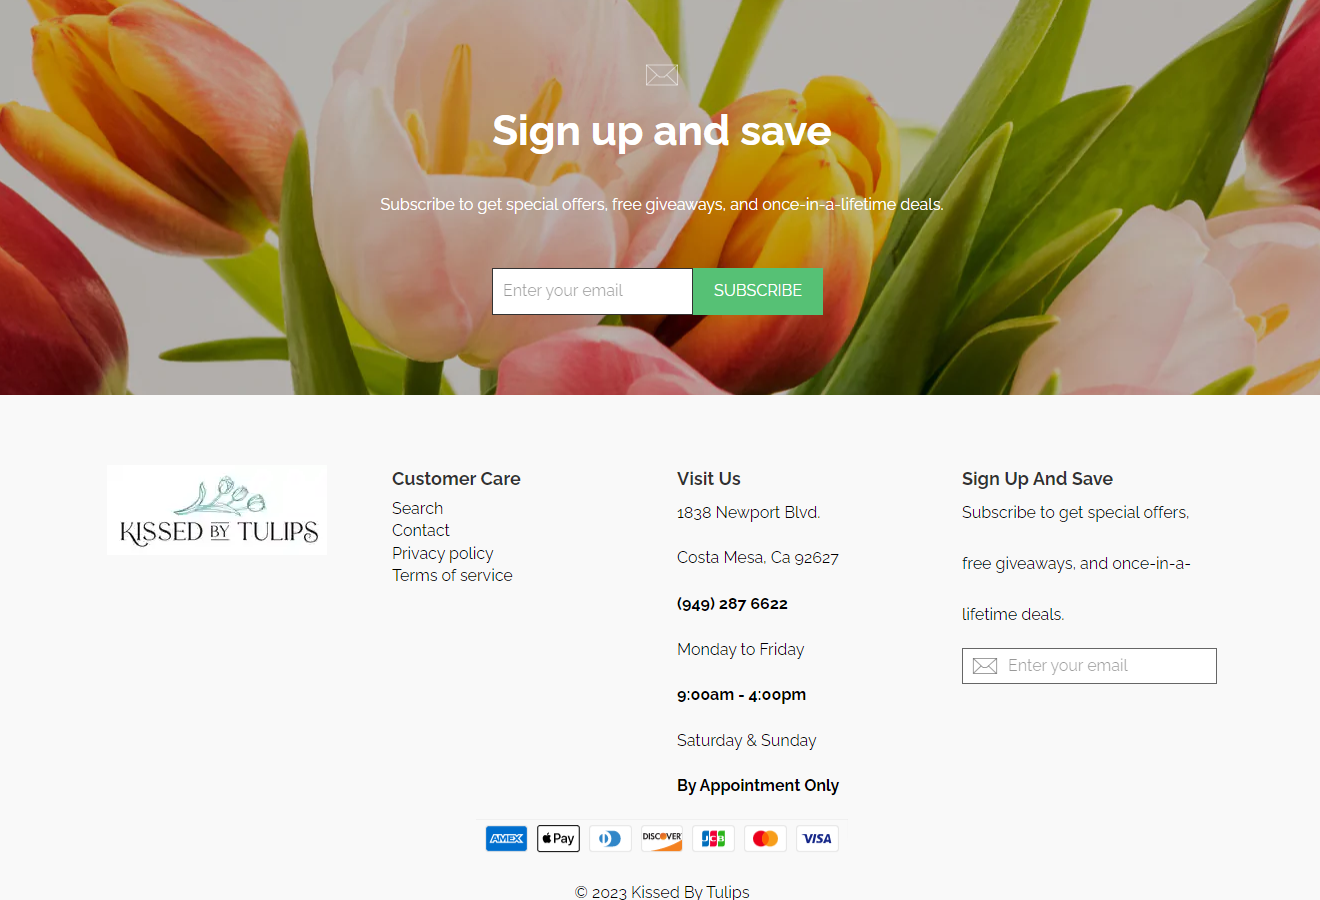 Sign up and save
Subscribe to get special offers, free giveaways, and once-in-a-lifetime deals.
Enter your email
SUBSCRIBE
KISSED BY TULIPS
Customer Care
Search
Contact
Privacy policy
Terms of service
Visit Us
1838 Newport Blvd.
Costa Mesa, Ca 92627
(949) 287 6622
Monday to Friday
9:00am - 4:00pm
Saturday & Sunday
By Appointment Only
Sign Up And Save
Subscribe to get special offers,
free giveaways, and once-in-a-
lifetime deals.
Enter your email
AMEX
Pay
DISCOVER
JCB
VISA
© 2023 Kissed By Tulips